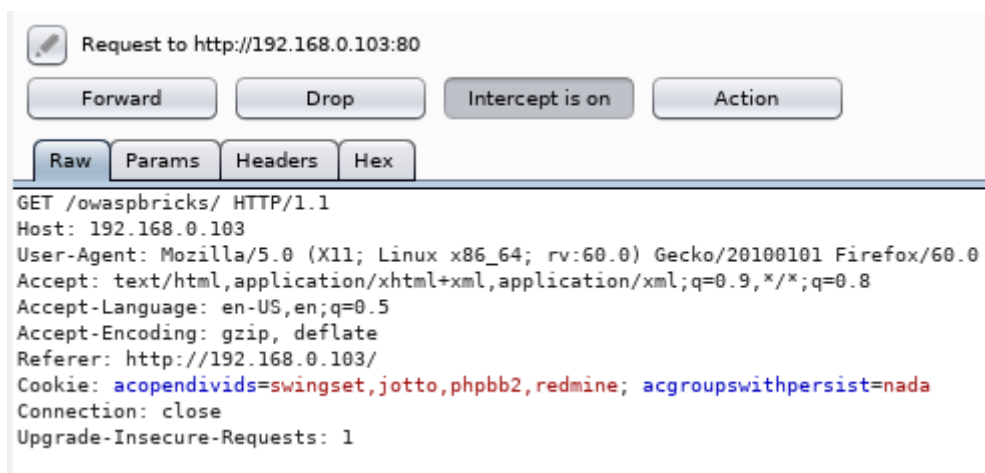 Request to http://192.168.0.103:80
Forward Drop Intercept is on Action
Raw Params Headers Hex
GET /owaspbricks/ HTTP/1.1
Host: 192.168.0.103
User-Agent: Mozilla/5.0 (X11; Linux x86_64; rv:60.0) Gecko/20100101 Firefox/60.0
Accept: text/html,application/xhtml+xml,application/xml;q=0.9,*/*;q=0.8
Accept-Language: en-US,en;q=0.5
Accept-Encoding: gzip, deflate
Referer: http://192.168.0.103/
Cookie: acopendivids=swingset,jotto,phpbb2,redmine; acgroupswithpersist=nada
Connection: close
Upgrade-Insecure-Requests: 1